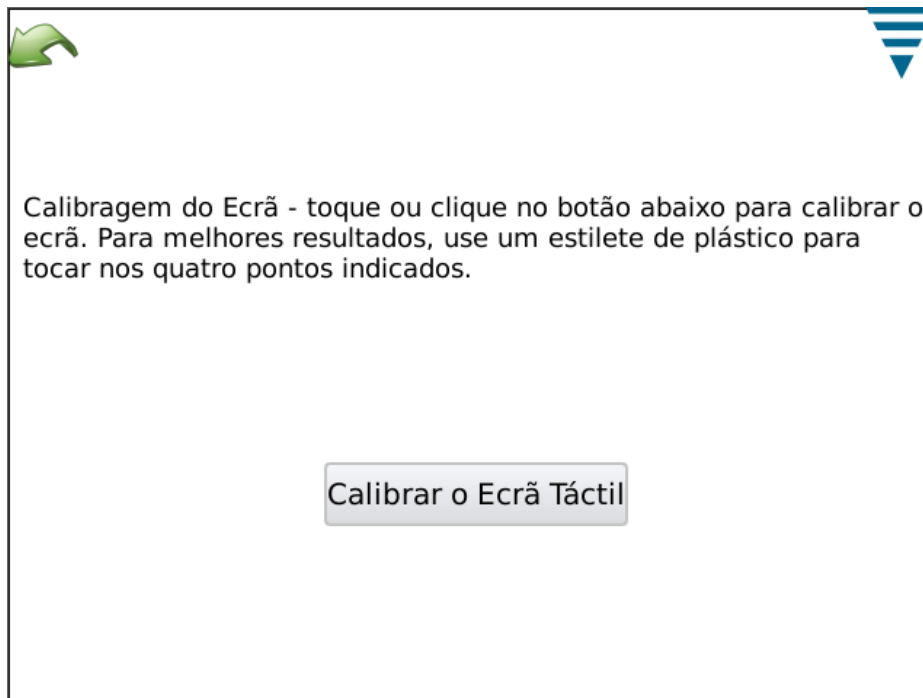 Calibragem do Ecrã - toque ou clique no botão abaixo para calibrar o
ecrã. Para melhores resultados, use um estilete de plástico para
tocar nos quatro pontos indicados.
Calibrar o Ecrã Táctil